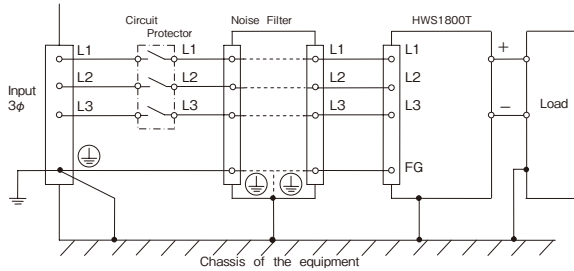 Circuit
Protector
Noise Filter
HWS1800T
L1
L1
L1
L1
+
Input
3φ
L2
L2
L2
L2
Load
L3
L3
L3
L3
−
FG
Chassis of the equipment